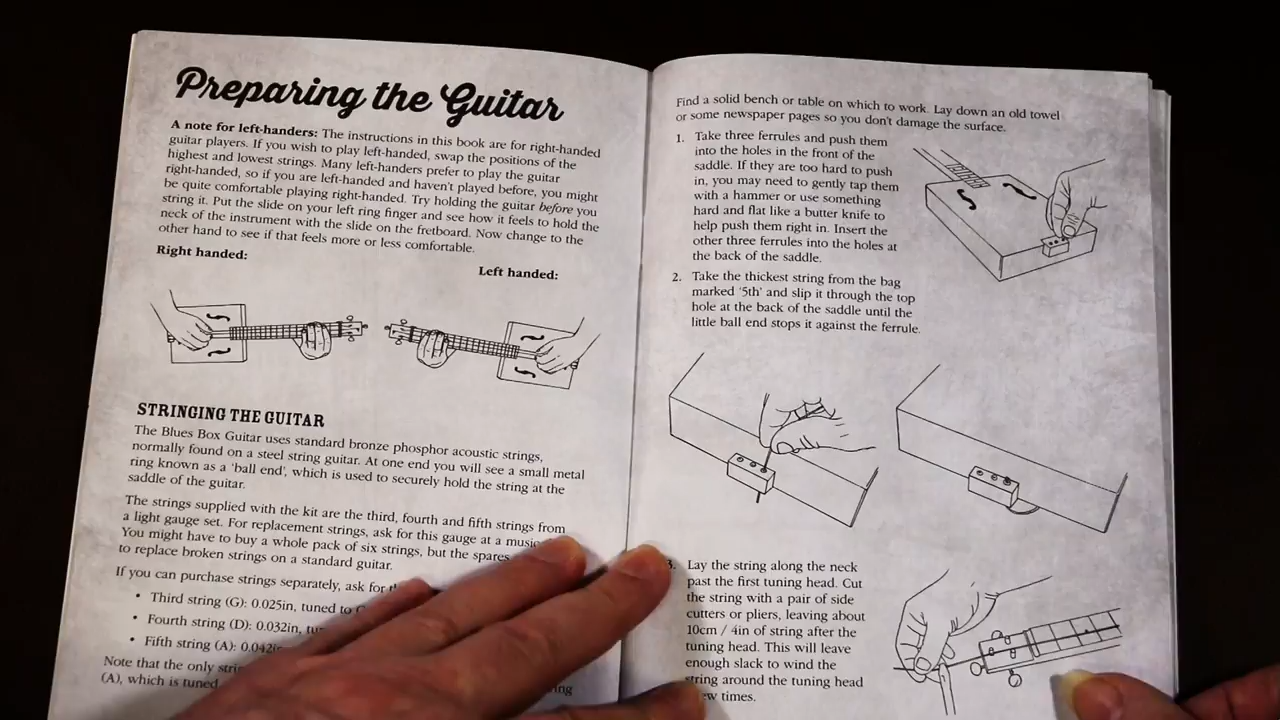 Preparing the Guitar
A note for left-handers: The instructions in this book are for right-handed
guitar players. If you wish to play left-handed, swap the positions of the
highest and lowest strings. Many left-handers prefer to play the guitar
right-handed, so if you are left-handed and haven't played before, you might
be quite comfortable playing right-handed. Try holding the guitar before you
string it. Put the slide on your left ring finger and see how it feels to hold the
neck of the instrument with the slide on the fretboard. Now change to the
other hand to see if that feels more or less comfortable.
Right handed:
Left handed:
STRINGING THE GUITAR
The Blues Box Guitar uses standard bronze phosphor acoustic strings,
normally found on a steel string guitar. At one end you will see a small metal
ring known as a 'ball end', which is used to securely hold the string at the
saddle of the guitar.
The strings supplied with the kit are the third, fourth and fifth strings from
a light gauge set. For replacement strings, ask for this gauge at a music
You might have to buy a whole pack of six strings, but the spares
to replace broken strings on a standard guitar.
If you can purchase strings separately, ask for
• Third string (G): 0.025in, tuned to
• Fourth string (D): 0.032in,
• Fifth string (A): 0.042in
Note that the only
(A), which is tuned
Find a solid bench or table on which to work. Lay down an old towel
or some newspaper pages so you don't damage the surface.
1. Take three ferrules and push them
into the holes in the front of the
saddle. If they are too hard to push
in, you may need to gently tap them
with a hammer or use something
hard and flat like a butter knife to
help push them right in. Insert the
other three ferrules into the holes at
the back of the saddle.
2. Take the thickest string from the bag
marked '5th' and slip it through the top
hole at the back of the saddle until the
little ball end stops it against the ferrule.
3. Lay the string along the neck
past the first tuning head. Cut
the string with a pair of side
cutters or pliers, leaving about
10cm / 4in of string after the
tuning head. This will leave
enough slack to wind the
string around the tuning head
few times.